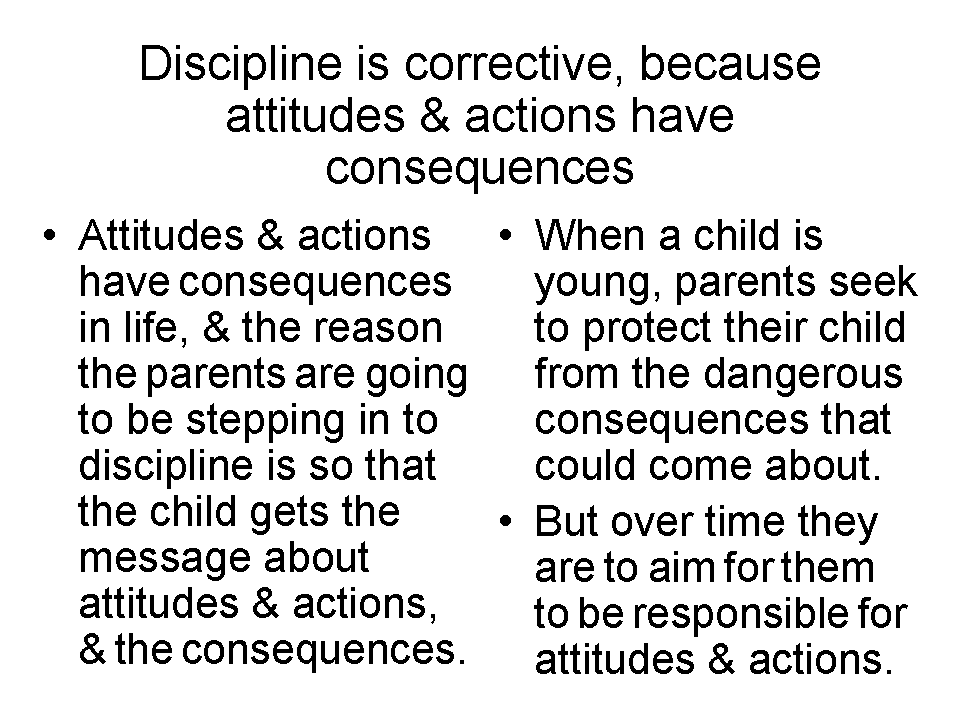 Discipline is corrective, because
attitudes & actions have
consequences
• Attitudes & actions
have consequences
in life, & the reason
the parents are going
to be stepping in to
discipline is so that
the child gets the
message about
attitudes & actions,
& the consequences.
• When a child is
young, parents seek
to protect their child
from the dangerous
consequences that
could come about.
• But over time they
are to aim for them
to be responsible for
attitudes & actions.